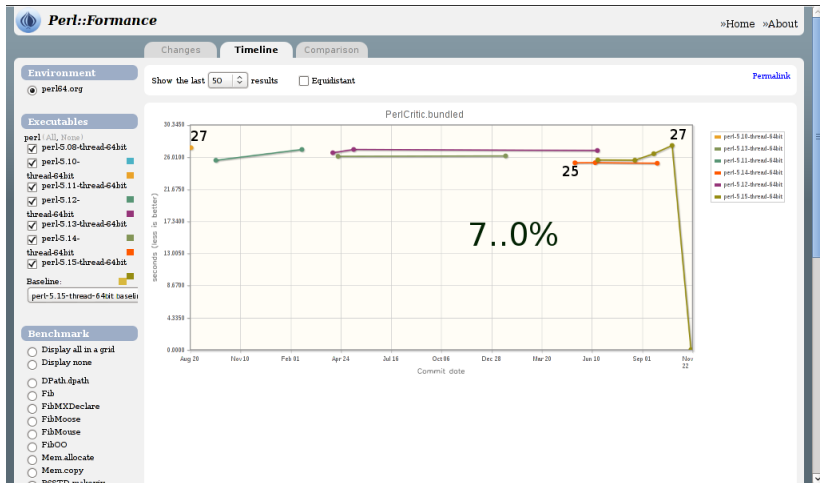 Perl::Formance
»Home »About
Changes Timeline Comparison
Environment
perl64.org
Executables
perl (All, None)
perl-5.08-thread-64bit
perl-5.10-
thread-64bit
perl-5.11-thread-64bit
perl-5.12-
thread-64bit
perl-5.13-thread-64bit
perl-5.14-
thread-64bit
perl-5.15-thread-64bit
Baseline:
perl-5.15-thread-64bit baselin
Benchmark
Display all in a grid
Display none
DPath.dpath
Fib
FibMXDeclare
FibMoose
FibMouse
FibOO
Mem.allocate
Mem.copy
Show the last 50 results Equidistant
Permalink
PerlCritic.bundled
seconds (less is better)
30.3450
26.0100
21.6750
17.3400
13.0050
8.6700
4.3350
0.0000
27
25
27
7..0%
Aug 20 Nov 10 Feb 01 Apr 24 Jul 16 Oct 06 Dec 28 Mar 20 Jun 10 Sep 01 Nov 22
Commit date
perl-5.10-thread-64bit
perl-5.13-thread-64bit
perl-5.11-thread-64bit
perl-5.14-thread-64bit
perl-5.12-thread-64bit
perl-5.15-thread-64bit